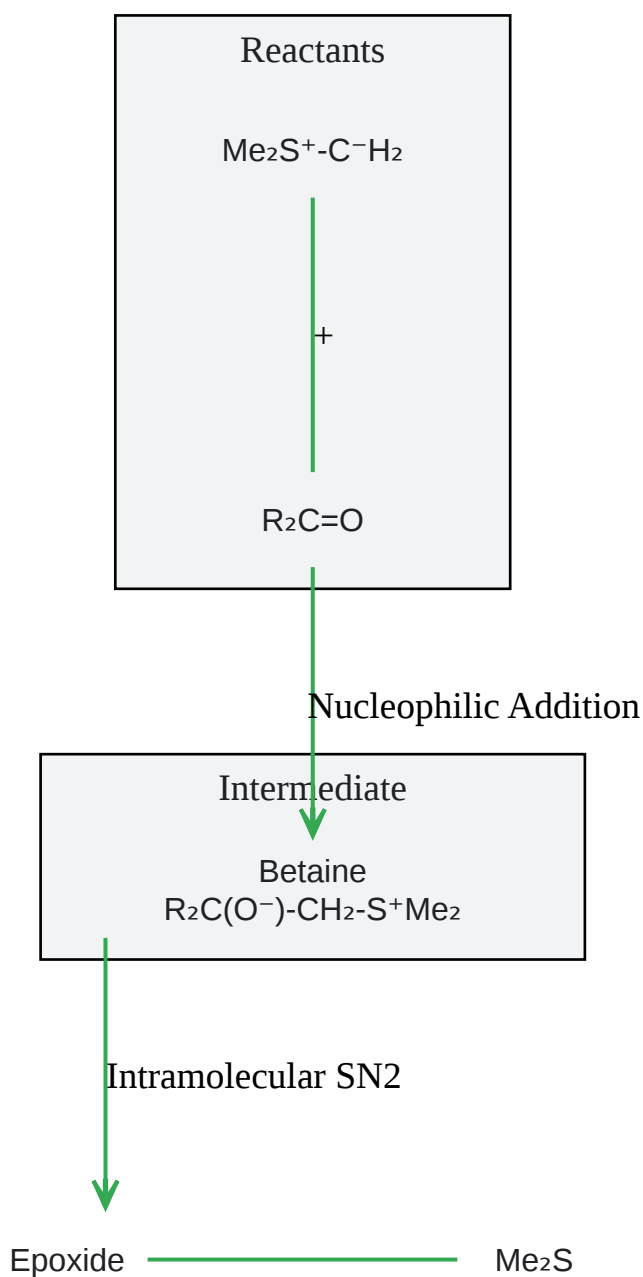 Reactants
Me₂S⁺-C⁻H₂
+
R₂C=O
Nucleophilic Addition
Intermediate
Betaine
R₂C(O⁻)-CH₂-S⁺Me₂
Intramolecular SN2
Epoxide Me₂S